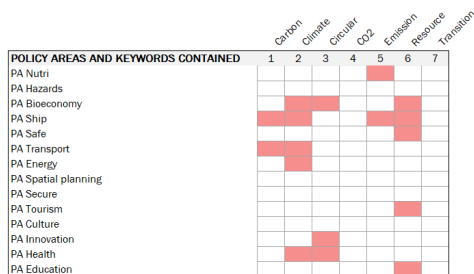 Carbon
Climate
Circular
CO2
Emission
Resource
Transition
POLICY AREAS AND KEYWORDS CONTAINED 1 2 3 4 5 6 7
PA Nutri
PA Hazards
PA Bioeconomy
PA Ship
PA Safe
PA Transport
PA Energy
PA Spatial planning
PA Secure
PA Tourism
PA Culture
PA Innovation
PA Health
PA Education